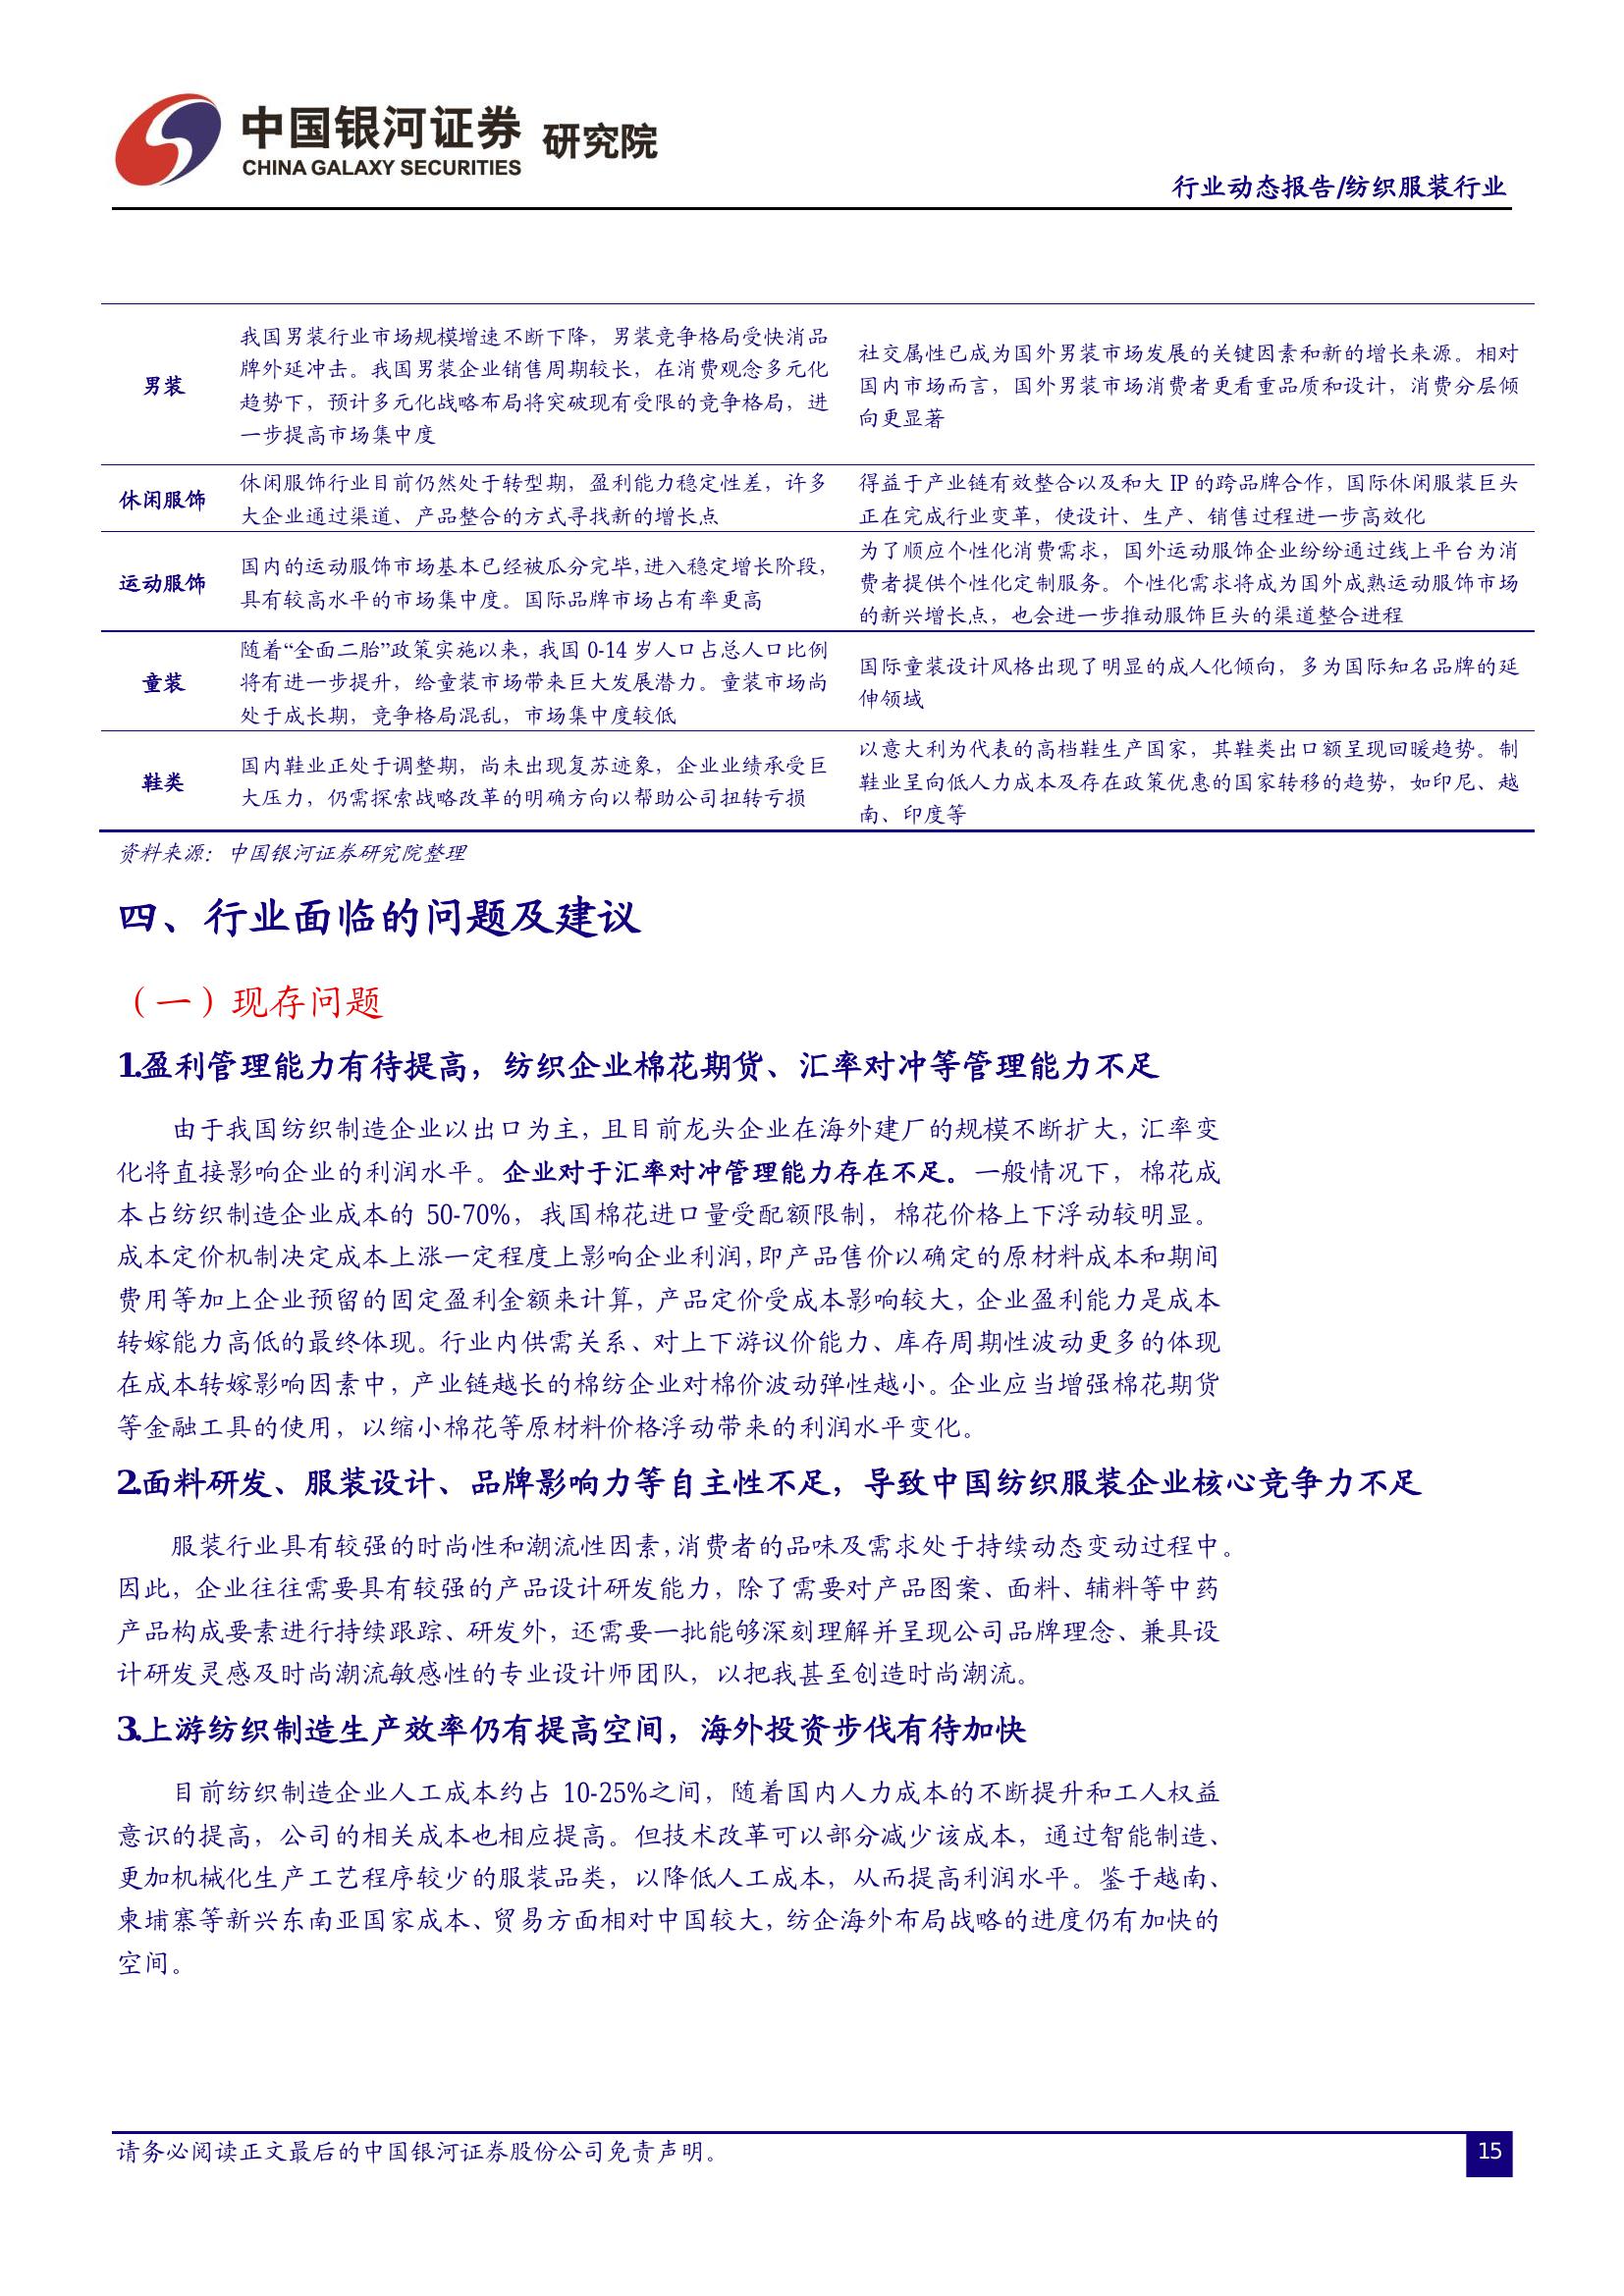 中国银河证券 研究院
CHINA GALAXY SECURITIES
行业动态报告/纺织服装行业
男装
我国男装行业市场规模增速不断下降，男装竞争格局受快消品
牌外延冲击。我国男装企业销售周期较长，在消费观念多元化
趋势下，预计多元化战略布局将突破现有受限的竞争格局，进
一步提高市场集中度
社交属性已成为国外男装市场发展的关键因素和新的增长来源。相对
国内市场而言，国外男装市场消费者更看重品质和设计，消费分层倾
向更显著
休闲服饰
休闲服饰行业目前仍然处于转型期，盈利能力稳定性差，许多
大企业通过渠道、产品整合的方式寻找新的增长点
得益于产业链有效整合以及和大 IP 的跨品牌合作，国际休闲服装巨头
正在完成行业变革，使设计、生产、销售过程进一步高效化
运动服饰
国内的运动服饰市场基本已经被瓜分完毕，进入稳定增长阶段，
具有较高水平的市场集中度。国际品牌市场占有率更高
为了顺应个性化消费需求，国外运动服饰企业纷纷通过线上平台为消
费者提供个性化定制服务。个性化需求将成为国外成熟运动服饰市场
的新兴增长点，也会进一步推动服饰巨头的渠道整合进程
童装
随着“全面二胎”政策实施以来，我国 0-14 岁人口占总人口比例
将有进一步提升，给童装市场带来巨大发展潜力。童装市场尚
处于成长期，竞争格局混乱，市场集中度较低
国际童装设计风格出现了明显的成人化倾向，多为国际知名品牌的延
伸领域
鞋类
国内鞋业正处于调整期，尚未出现复苏迹象，企业业绩承受巨
大压力，仍需探索战略改革的明确方向以帮助公司扭转亏损
以意大利为代表的高档鞋生产国家，其鞋类出口额呈现回暖趋势。制
鞋业呈向低人力成本及存在政策优惠的国家转移的趋势，如印尼、越
南、印度等
资料来源：中国银河证券研究院整理
四、行业面临的问题及建议
（一）现存问题
1.盈利管理能力有待提高，纺织企业棉花期货、汇率对冲等管理能力不足
由于我国纺织制造企业以出口为主，且目前龙头企业在海外建厂的规模不断扩大，汇率变
化将直接影响企业的利润水平。企业对于汇率对冲管理能力存在不足。一般情况下，棉花成
本占纺织制造企业成本的 50-70%，我国棉花进口量受配额限制，棉花价格上下浮动较明显。
成本定价机制决定成本上涨一定程度上影响企业利润，即产品售价以确定的原材料成本和期间
费用等加上企业预留的固定盈利金额来计算，产品定价受成本影响较大，企业盈利能力是成本
转嫁能力高低的最终体现。行业内供需关系、对上下游议价能力、库存周期性波动更多的体现
在成本转嫁影响因素中，产业链越长的棉纺企业对棉价波动弹性越小。企业应当增强棉花期货
等金融工具的使用，以缩小棉花等原材料价格浮动带来的利润水平变化。
2.面料研发、服装设计、品牌影响力等自主性不足，导致中国纺织服装企业核心竞争力不足
服装行业具有较强的时尚性和潮流性因素，消费者的品味及需求处于持续动态变动过程中。
因此，企业往往需要具有较强的产品设计研发能力，除了需要对产品图案、面料、辅料等中药
产品构成要素进行持续跟踪、研发外，还需要一批能够深刻理解并呈现公司品牌理念、兼具设
计研发灵感及时尚潮流敏感性的专业设计师团队，以把我甚至创造时尚潮流。
3.上游纺织制造生产效率仍有提高空间，海外投资步伐有待加快
目前纺织制造企业人工成本约占 10-25%之间，随着国内人力成本的不断提升和工人权益
意识的提高，公司的相关成本也相应提高。但技术改革可以部分减少该成本，通过智能制造、
更加机械化生产工艺程序较少的服装品类，以降低人工成本，从而提高利润水平。鉴于越南、
柬埔寨等新兴东南亚国家成本、贸易方面相对中国较大，纺企海外布局战略的进度仍有加快的
空间。
请务必阅读正文最后的中国银河证券股份公司免责声明。
15